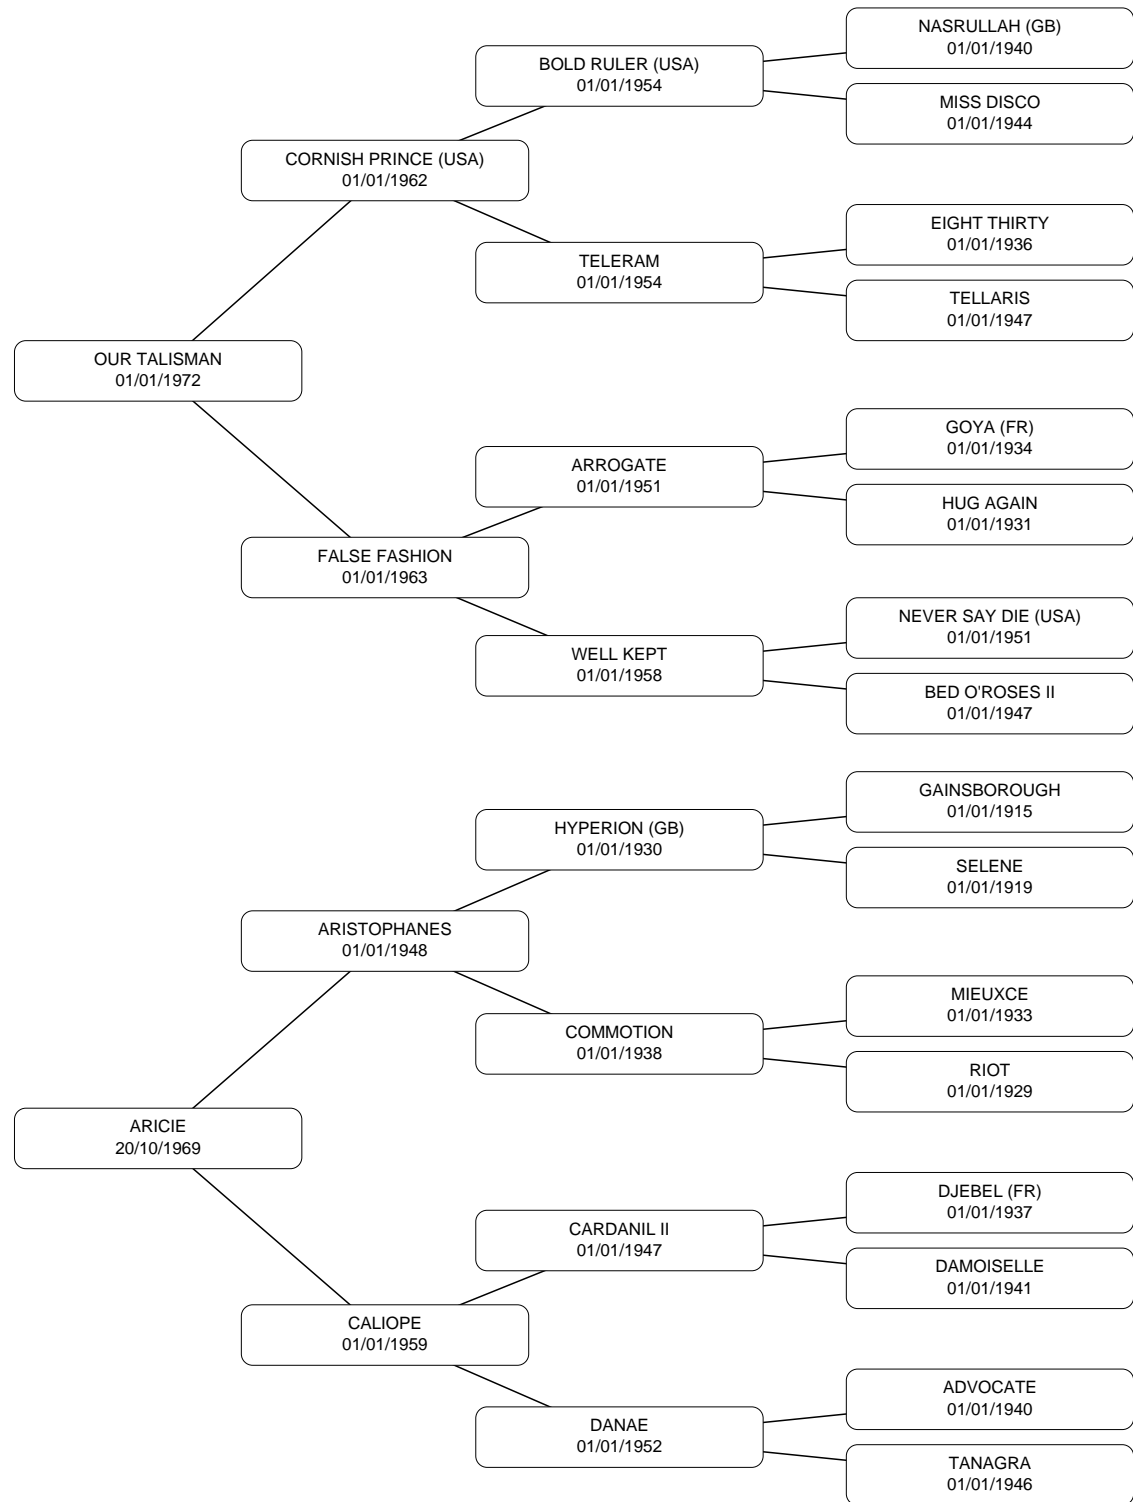 NASRULLAH (GB)
01/01/1940
BOLD RULER (USA)
01/01/1954
MISS DISCO
01/01/1944
CORNISH PRINCE (USA)
01/01/1962
EIGHT THIRTY
01/01/1936
TELERAM
01/01/1954
TELLARIS
01/01/1947
OUR TALISMAN
01/01/1972
GOYA (FR)
01/01/1934
ARROGATE
01/01/1951
HUG AGAIN
01/01/1931
FALSE FASHION
01/01/1963
NEVER SAY DIE (USA)
01/01/1951
WELL KEPT
01/01/1958
BED O'ROSES II
01/01/1947
GAINSBOROUGH
01/01/1915
HYPERION (GB)
01/01/1930
SELENE
01/01/1919
ARISTOPHANES
01/01/1948
MIEUXCE
01/01/1933
COMMOTION
01/01/1938
RIOT
01/01/1929
ARICIE
20/10/1969
DJEBEL (FR)
01/01/1937
CARDANIL II
01/01/1947
DAMOISELLE
01/01/1941
CALIOPE
01/01/1959
ADVOCATE
01/01/1940
DANAE
01/01/1952
TANAGRA
01/01/1946